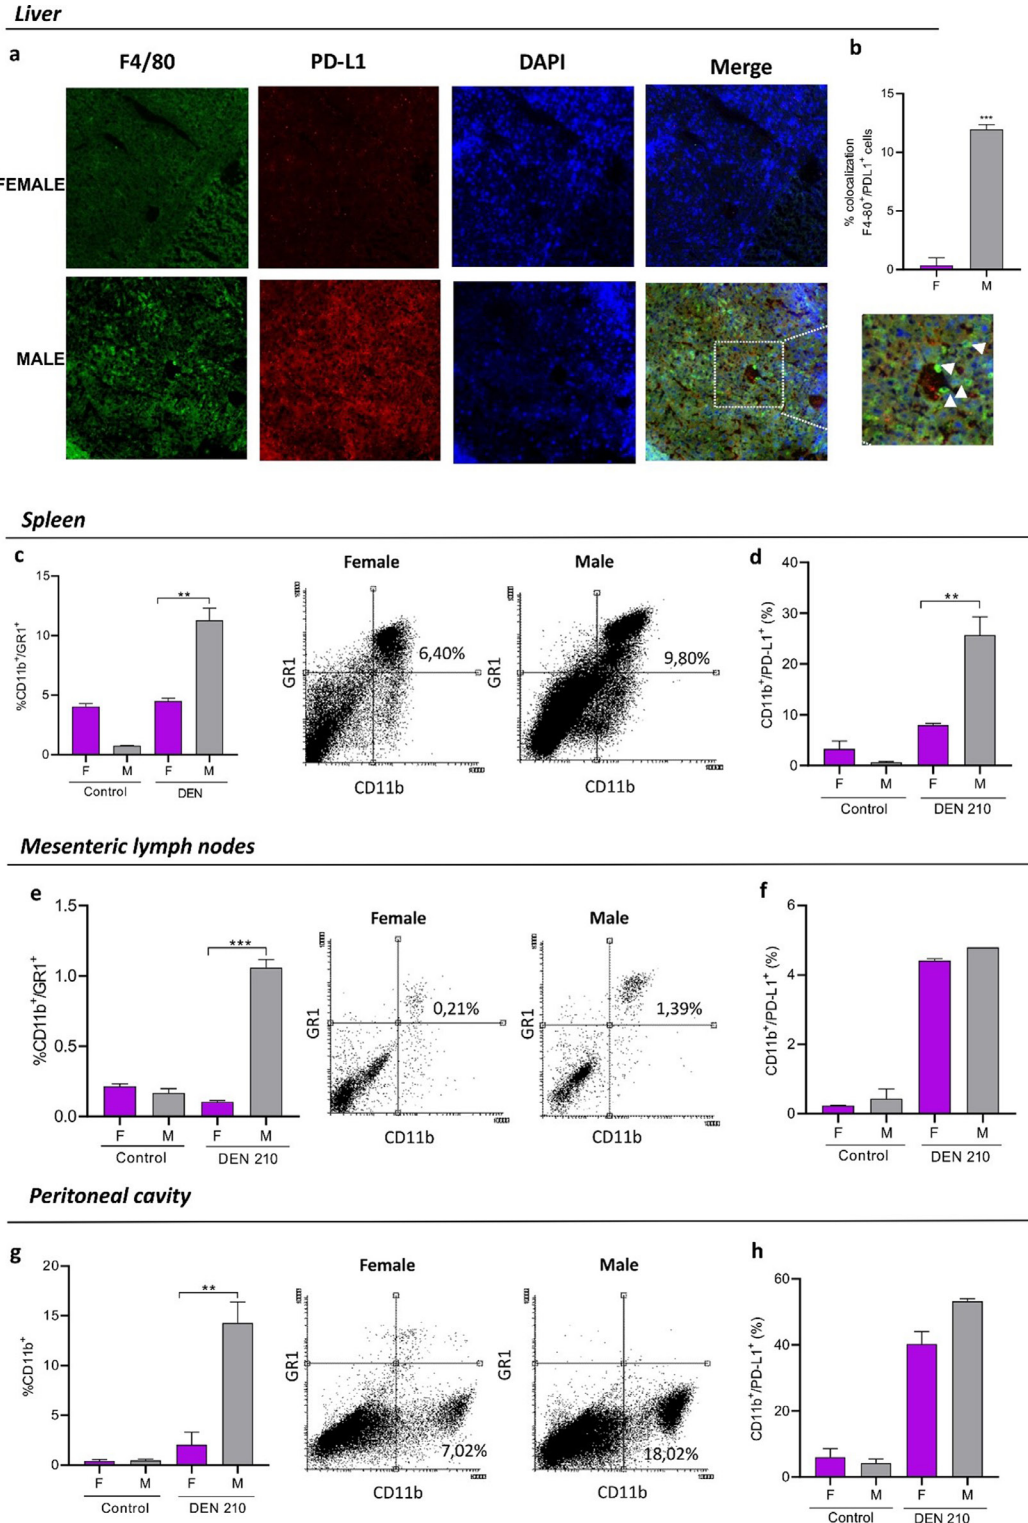 Liver
a
F4/80
PD-L1
DAPI
Merge
FEMALE
MALE
b
% colocalization
F4-80⁺/PDL1⁺ cells
15
10
5
0
***
F
M
Spleen
c
%CD11b⁺/GR1⁺
15
10
5
0
**
F
M
F
M
Control
DEN
Female
GR1
6,40%
CD11b
Male
GR1
9,80%
CD11b
d
CD11b⁺/PD-L1⁺ (%)
40
30
20
10
0
**
F
M
F
M
Control
DEN 210
Mesenteric lymph nodes
e
%CD11b⁺/GR1⁺
1.5
1.0
0.5
0.0
***
F
M
F
M
Control
DEN 210
Female
GR1
0,21%
CD11b
Male
GR1
1,39%
CD11b
f
CD11b⁺/PD-L1⁺ (%)
6
4
2
0
F
M
F
M
Control
DEN 210
Peritoneal cavity
g
%CD11b⁺
20
15
10
5
0
**
F
M
F
M
Control
DEN 210
Female
GR1
7,02%
CD11b
Male
GR1
18,02%
CD11b
h
CD11b⁺/PD-L1⁺ (%)
60
40
20
0
F
M
F
M
Control
DEN 210